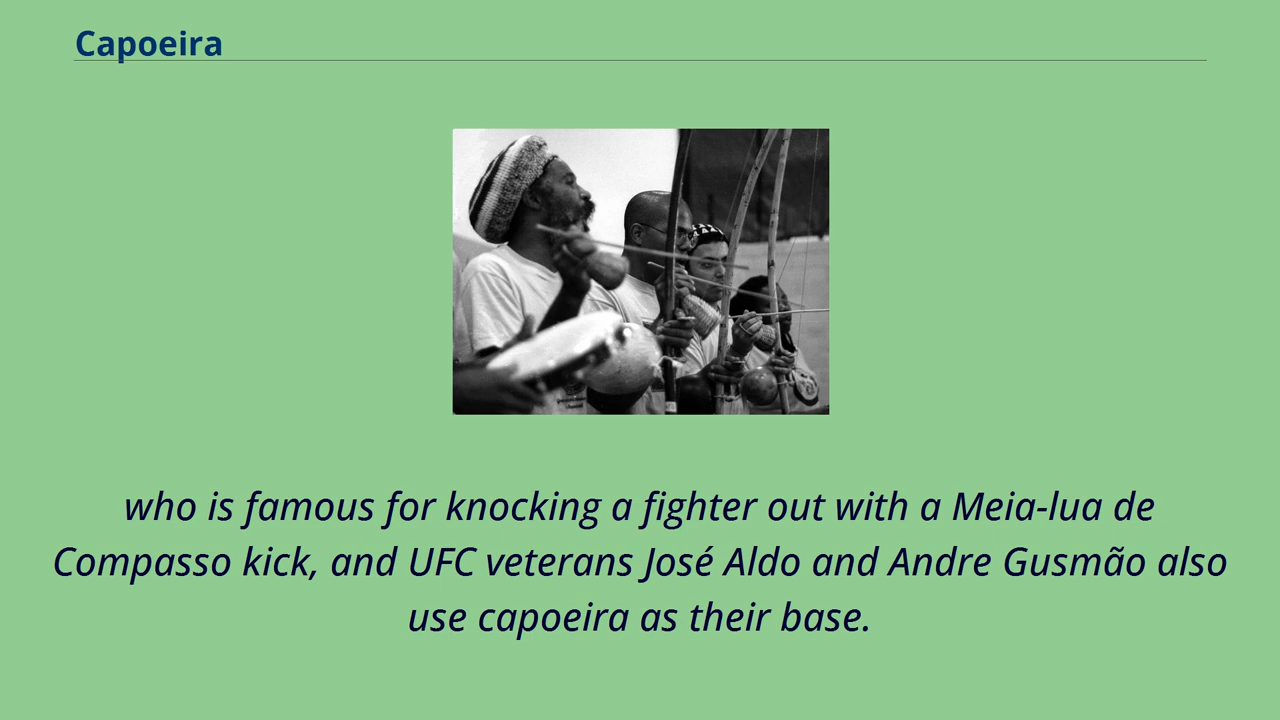 Capoeira
who is famous for knocking a fighter out with a Meia-lua de
Compasso kick, and UFC veterans José Aldo and Andre Gusmão also
use capoeira as their base.